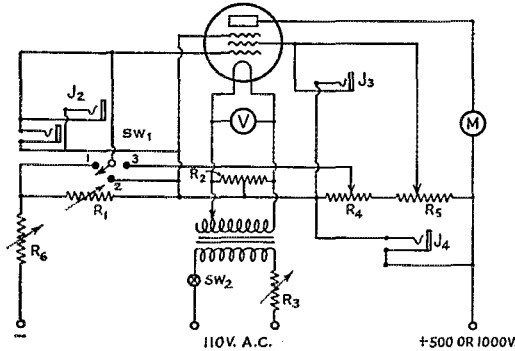 J2
J3
V
M
SW1
1
3
2
R2
R1
R4
R5
R6
J4
SW2
R3
—
110V. A.C.
+500 OR 1000V.